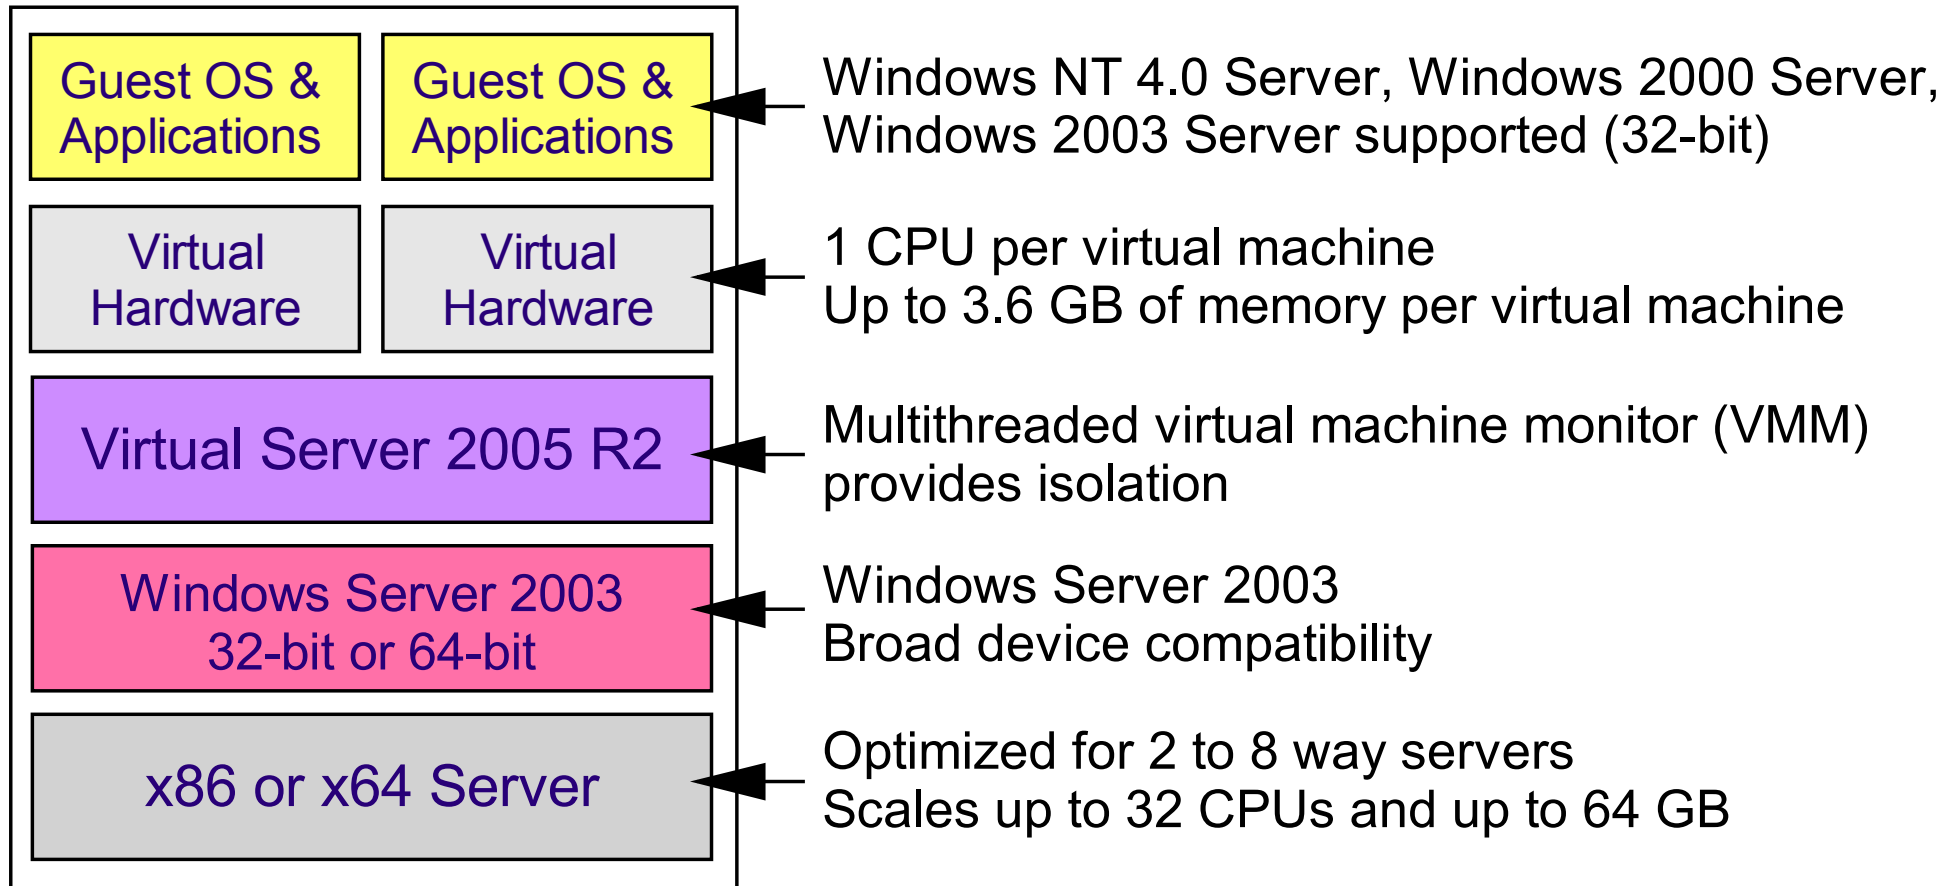 Guest OS &
Applications
Guest OS &
Applications
Windows NT 4.0 Server, Windows 2000 Server,
Windows 2003 Server supported (32-bit)
Virtual
Hardware
Virtual
Hardware
1 CPU per virtual machine
Up to 3.6 GB of memory per virtual machine
Virtual Server 2005 R2
Multithreaded virtual machine monitor (VMM)
provides isolation
Windows Server 2003
32-bit or 64-bit
Windows Server 2003
Broad device compatibility
x86 or x64 Server
Optimized for 2 to 8 way servers
Scales up to 32 CPUs and up to 64 GB